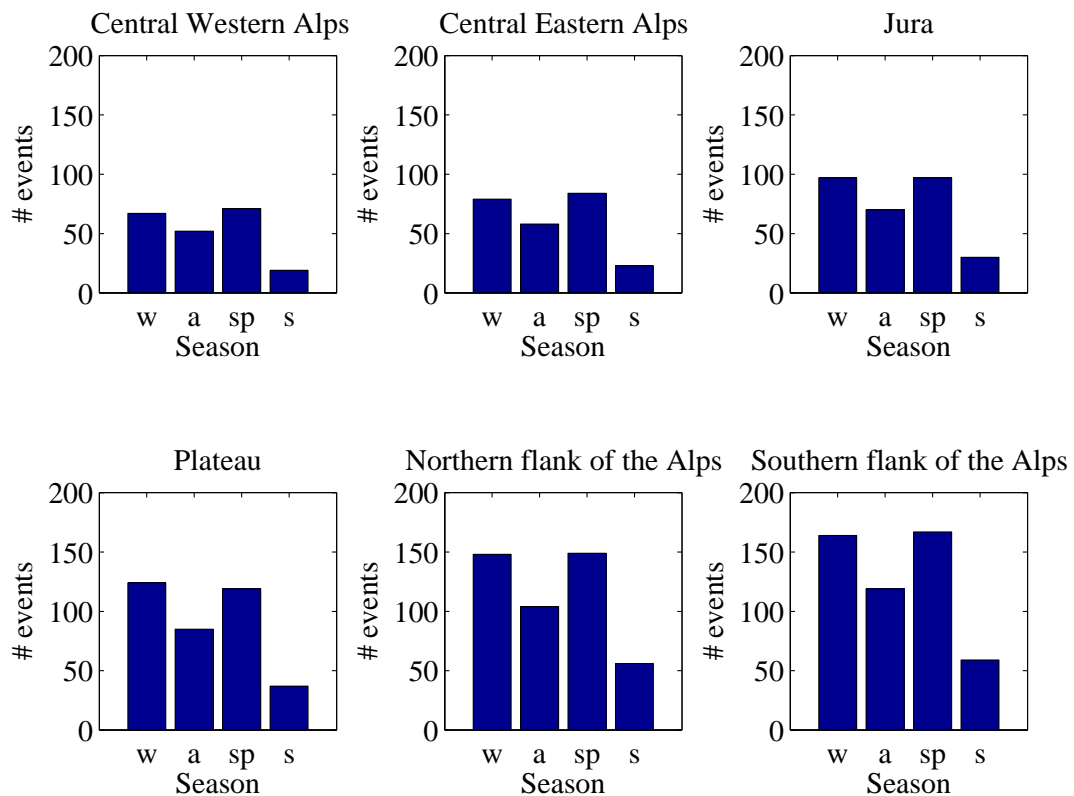 Central Western Alps
200
150
100
50
0
# events
w a sp s
Season
Central Eastern Alps
200
150
100
50
0
# events
w a sp s
Season
Jura
200
150
100
50
0
# events
w a sp s
Season
Plateau
200
150
100
50
0
# events
w a sp s
Season
Northern flank of the Alps
200
150
100
50
0
# events
w a sp s
Season
Southern flank of the Alps
200
150
100
50
0
# events
w a sp s
Season